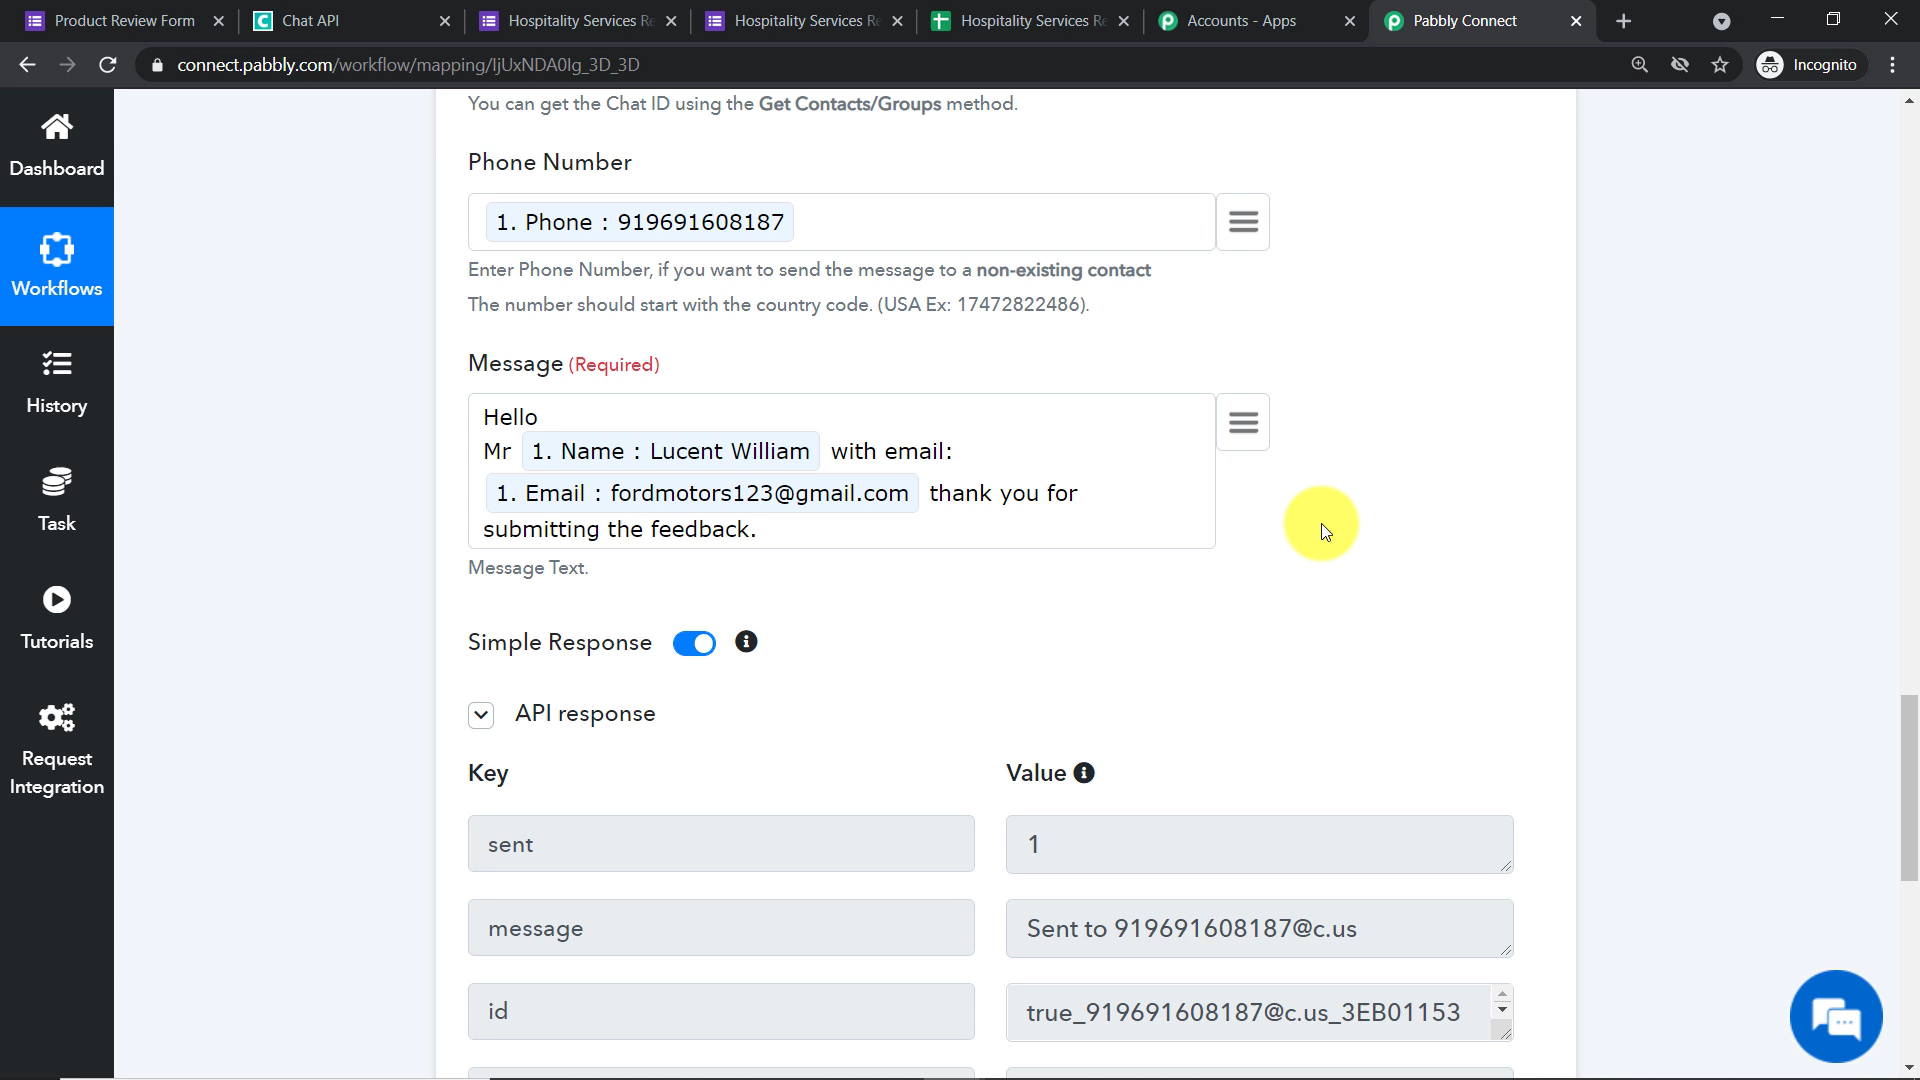 Product Review Form
Chat API
Hospitality Services Re
Hospitality Services Re
Hospitality Services Re
Accounts - Apps
Pabbly Connect
connect.pabbly.com/workflow/mapping/IjUxNDA0Ig_3D_3D
Incognito
Dashboard
Workflows
History
Task
Tutorials
Request
Integration
You can get the Chat ID using the Get Contacts/Groups method.
Phone Number
1. Phone : 919691608187
Enter Phone Number, if you want to send the message to a non-existing contact
The number should start with the country code. (USA Ex: 17472822486).
Message (Required)
Hello
Mr 1. Name : Lucent William with email:
1. Email : fordmotors123@gmail.com thank you for
submitting the feedback.
Message Text.
Simple Response
API response
Key
Value
sent
1
message
Sent to 919691608187@c.us
id
true_919691608187@c.us_3EB01153